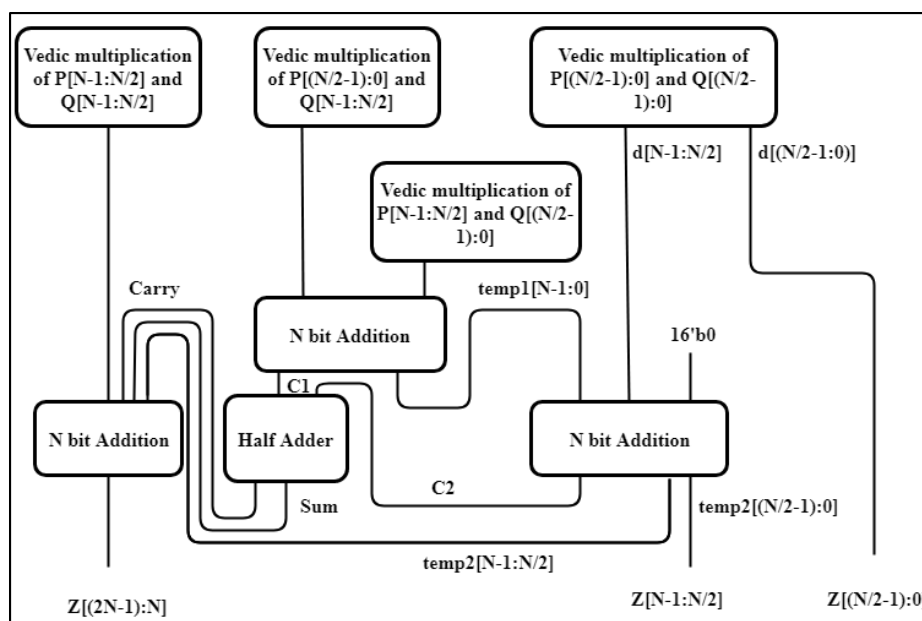 Vedic multiplication
of P[N-1:N/2] and
Q[N-1:N/2]
Vedic multiplication
of P[(N/2-1):0] and
Q[N-1:N/2]
Vedic multiplication of
P[(N/2-1):0] and Q[(N/2-
1):0]
d[N-1:N/2]
d[(N/2-1:0)]
Vedic multiplication of
P[N-1:N/2] and Q[(N/2-
1):0]
Carry
temp1[N-1:0]
N bit Addition
16'b0
C1
N bit Addition
Half Adder
N bit Addition
C2
Sum
temp2[(N/2-1):0]
temp2[N-1:N/2]
Z[(2N-1):N]
Z[N-1:N/2]
Z[(N/2-1):0